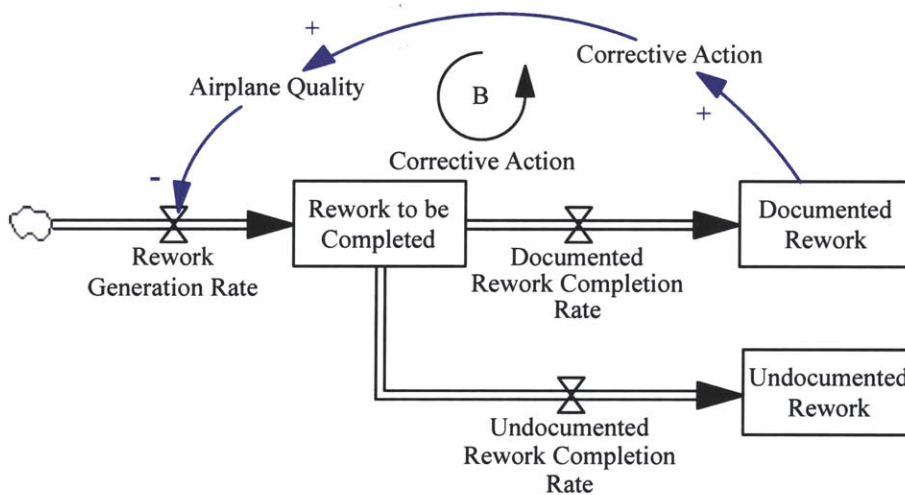 +
Corrective Action
Airplane Quality
B
+
Corrective Action
-
Rework to be
Completed
Documented
Rework
Rework
Generation Rate
Documented
Rework Completion
Rate
Undocumented
Rework
Undocumented
Rework Completion
Rate